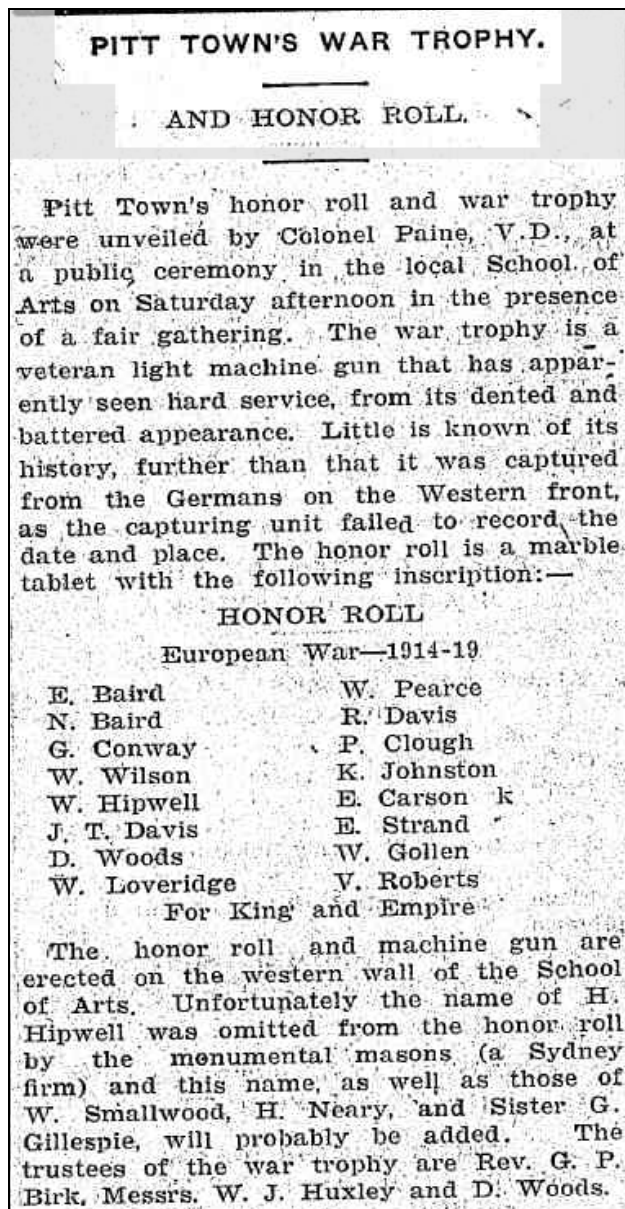 PITT TOWN'S WAR TROPHY.
AND HONOR ROLL.
Pitt Town's honor roll and war trophy
were unveiled by Colonel Paine, V.D., at
a public ceremony in the local School of
Arts on Saturday afternoon in the presence
of a fair gathering. The war trophy is a
veteran light machine gun that has appar-
ently seen hard service, from its dented and
battered appearance. Little is known of its
history, further than that it was captured
from the Germans on the Western front,
as the capturing unit failed to record the
date and place. The honor roll is a marble
tablet with the following inscription:—
HONOR ROLL
European War—1914-19
E. Baird W. Pearce
N. Baird R. Davis
G. Conway P. Clough
W. Wilson K. Johnston
W. Hipwell E. Carson k
J. T. Davis E. Strand
D. Woods W. Gollen
W. Loveridge V. Roberts
For King and Empire
The honor roll and machine gun are
erected on the western wall of the School
of Arts. Unfortunately the name of H.
Hipwell was omitted from the honor roll
by the monumental masons (a Sydney
firm) and this name, as well as those of
W. Smallwood, H. Neary, and Sister G.
Gillespie, will probably be added. The
trustees of the war trophy are Rev. G. P.
Birk, Messrs. W. J. Huxley and D. Woods.